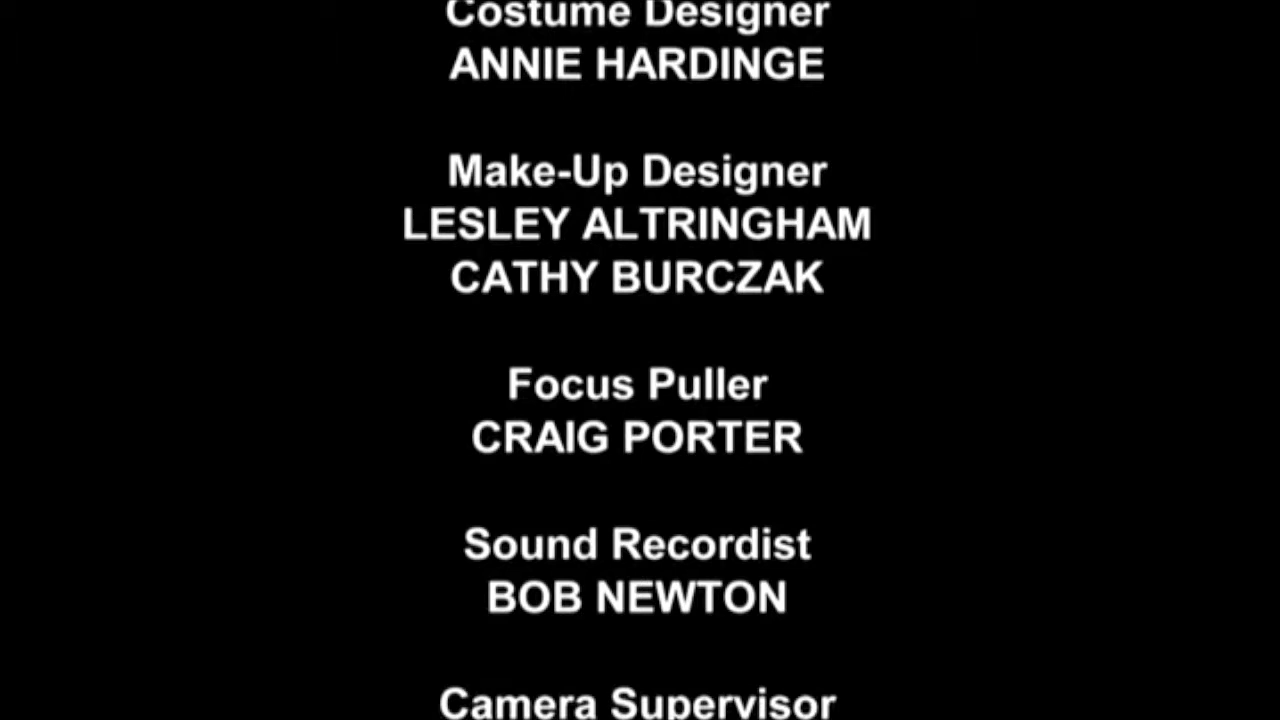 Costume Designer
ANNIE HARDINGE
Make-Up Designer
LESLEY ALTRINGHAM
CATHY BURCZAK
Focus Puller
CRAIG PORTER
Sound Recordist
BOB NEWTON
Camera Supervisor